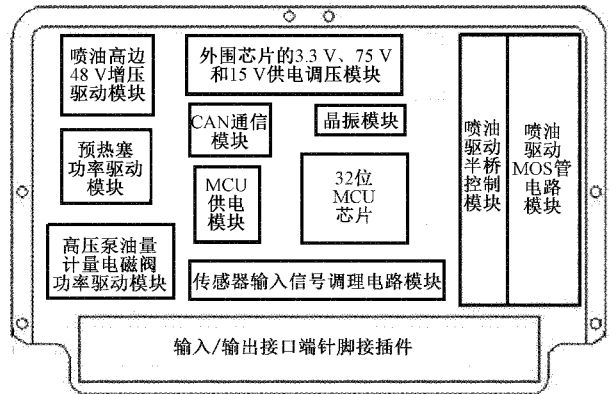 喷油高边
48 V增压
驱动模块
外围芯片的3.3 V、75 V
和15 V供电调压模块
CAN通信
模块
晶振模块
预热塞
功率驱动
模块
MCU
供电
模块
32位
MCU
芯片
高压泵油量
计量电磁阀
功率驱动模块
传感器输入信号调理电路模块
喷油
驱动
半桥
控制
模块
喷油
驱动
MOS管
电路
模块
输入/输出接口端针脚接插件